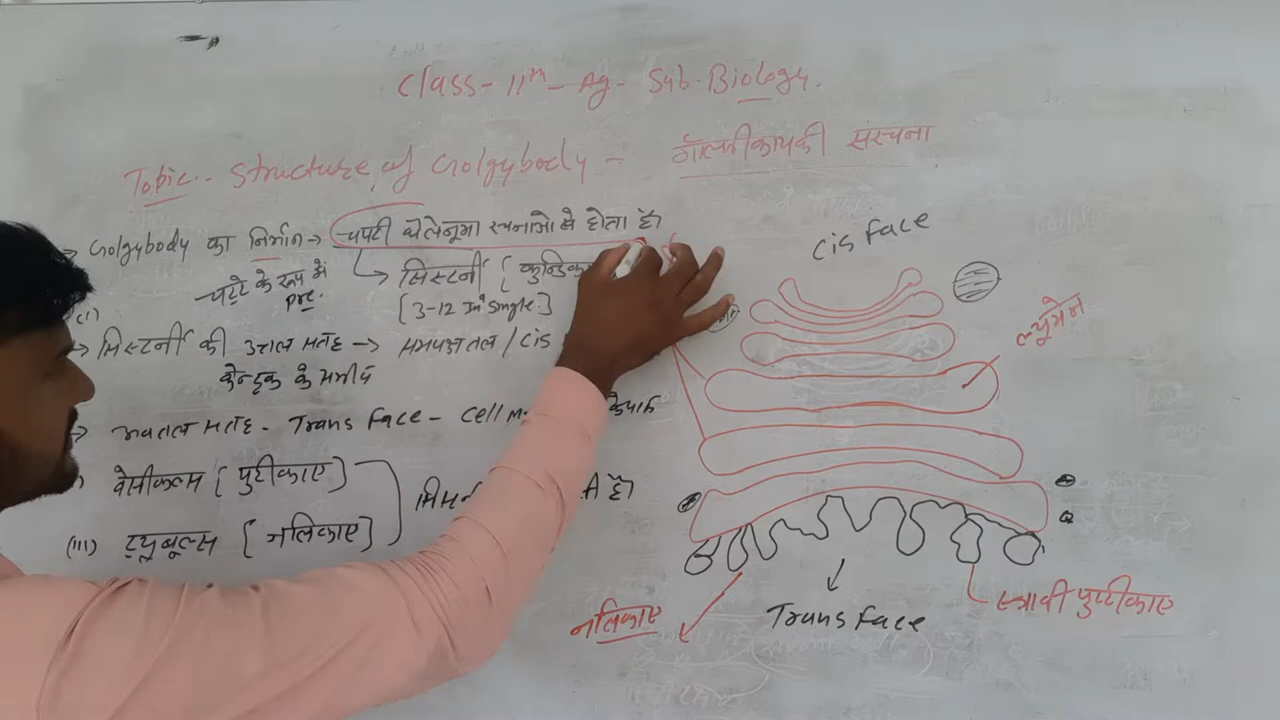 Class-11th-Ag- Sub. Biology.
Topic.. Structure of Golgybody - गॉल्जीकाय की संरचना
→ Golgybody का निर्माण → चपटी थैलेनूमा रचनाओ से होता है।
चट्टे के रूप में pre.
↳ सिस्टर्नी [कुन्डिका
[3-12 In single]
(i)
→ सिस्टर्नी की उत्तल सतह → समपक्ष तल / Cis
केन्द्रक के समीप
→ अवतल सतह - Trans face - Cell m के पास
वेसीकल्स [पुटीकाए]
(iii) ट्यूबूल्स [नलिकाए]
है।
Cis face
ल्यूमेन
नलिकाए
Trans face
स्त्रावी पुटीकाए